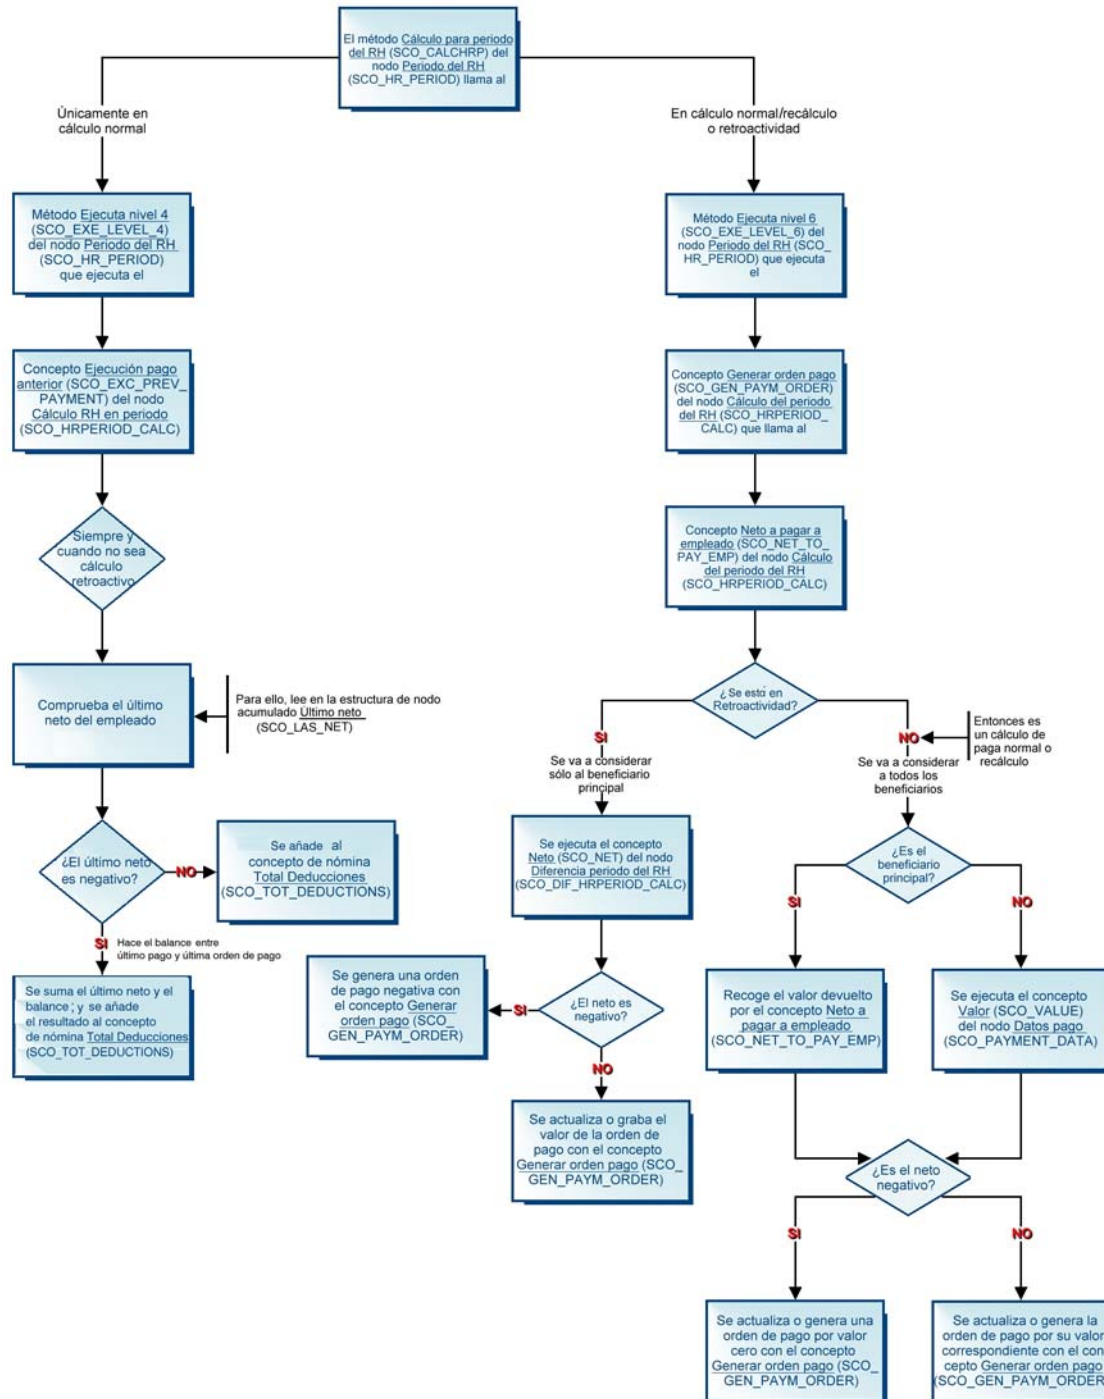 El método Cálculo para periodo
del RH (SCO_CALCHRP) del
nodo Periodo del RH
(SCO_HR_PERIOD) llama al
Únicamente en
cálculo normal
En cálculo normal/recálculo
o retroactividad
Método Ejecuta nivel 4
(SCO_EXE_LEVEL_4)
del nodo Periodo del RH
(SCO_HR_PERIOD)
que ejecuta el
Concepto Ejecución pago
anterior (SCO_EXC_PREV_
PAYMENT) del nodo
Cálculo RH en periodo
(SCO_HRPERIOD_CALC)
Siempre y
cuando no sea
cálculo
retroactivo
Comprueba el último
neto del empleado
Para ello, lee en la estructura de nodo
acumulado Último neto
(SCO_LAS_NET)
¿El último neto
es negativo?
NO
Se añade al
concepto de nómina
Total Deducciones
(SCO_TOT_DEDUCTIONS)
SI
Hace el balance entre
último pago y última orden de pago
Se suma el último neto y el
balance; y se añade
el resultado al concepto
de nómina Total Deducciones
(SCO_TOT_DEDUCTIONS)
Método Ejecuta nivel 6
(SCO_EXE_LEVEL_6) del
nodo Periodo del RH (SCO_
HR_PERIOD) que ejecuta
el
Concepto Generar orden pago
(SCO_GEN_PAYM_ORDER)
del nodo Cálculo del periodo
del RH (SCO_HRPERIOD_
CALC) que llama al
Concepto Neto a pagar a
empleado (SCO_NET_TO_
PAY_EMP) del nodo Cálculo
del periodo del RH
(SCO_HRPERIOD_CALC)
¿Se está en
Retroactividad?
SI
Se va a considerar
sólo al beneficiario
principal
NO
Entonces es
un cálculo de
paga normal o
recálculo
Se va a considerar
a todos los
beneficiarios
Se ejecuta el concepto
Neto (SCO_NET) del nodo
Diferencia periodo del RH
(SCO_DIF_HRPERIOD_CALC)
¿El neto es
negativo?
SI
Se genera una orden
de pago negativa con
el concepto Generar
orden pago (SCO_
GEN_PAYM_ORDER)
NO
Se actualiza o graba el
valor de la orden de
pago con el concepto
Generar orden pago (SCO_
GEN_PAYM_ORDER)
¿Es el
beneficiario
principal?
SI
NO
Recoge el valor devuelto
por el concepto Neto a
pagar a empleado
(SCO_NET_TO_PAY_EMP)
Se ejecuta el concepto
Valor (SCO_VALUE)
del nodo Datos pago
(SCO_PAYMENT_DATA)
¿Es el neto
negativo?
SI
NO
Se actualiza o genera una
orden de pago por valor
cero con el concepto
Generar orden pago (SCO_
GEN_PAYM_ORDER)
Se actualiza o genera la
orden de pago por su valor
correspondiente con el con
cepto Generar orden pago
(SCO_GEN_PAYM_ORDER)